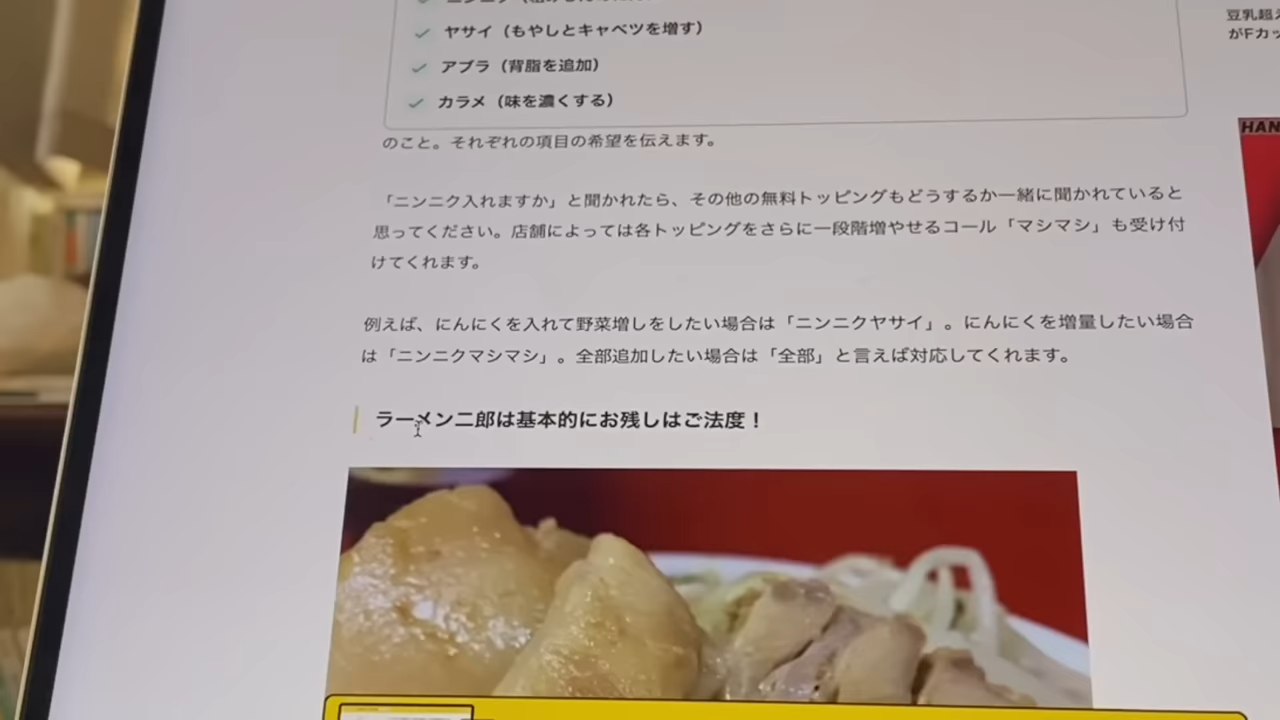 ヤサイ（もやしとキャベツを増す）
アブラ（背脂を追加）
カラメ（味を濃くする）
のこと。それぞれの項目の希望を伝えます。
「ニンニク入れますか」と聞かれたら、その他の無料トッピングもどうするか一緒に聞かれていると
思ってください。店舗によっては各トッピングをさらに一段階増やせるコール「マシマシ」も受け付
けてくれます。
例えば、にんにくを入れて野菜増しをしたい場合は「ニンニクヤサイ」。にんにくを増量したい場合
は「ニンニクマシマシ」。全部追加したい場合は「全部」と言えば対応してくれます。
ラーメン二郎は基本的にお残しはご法度！
豆乳超え
がFカッ
HAN